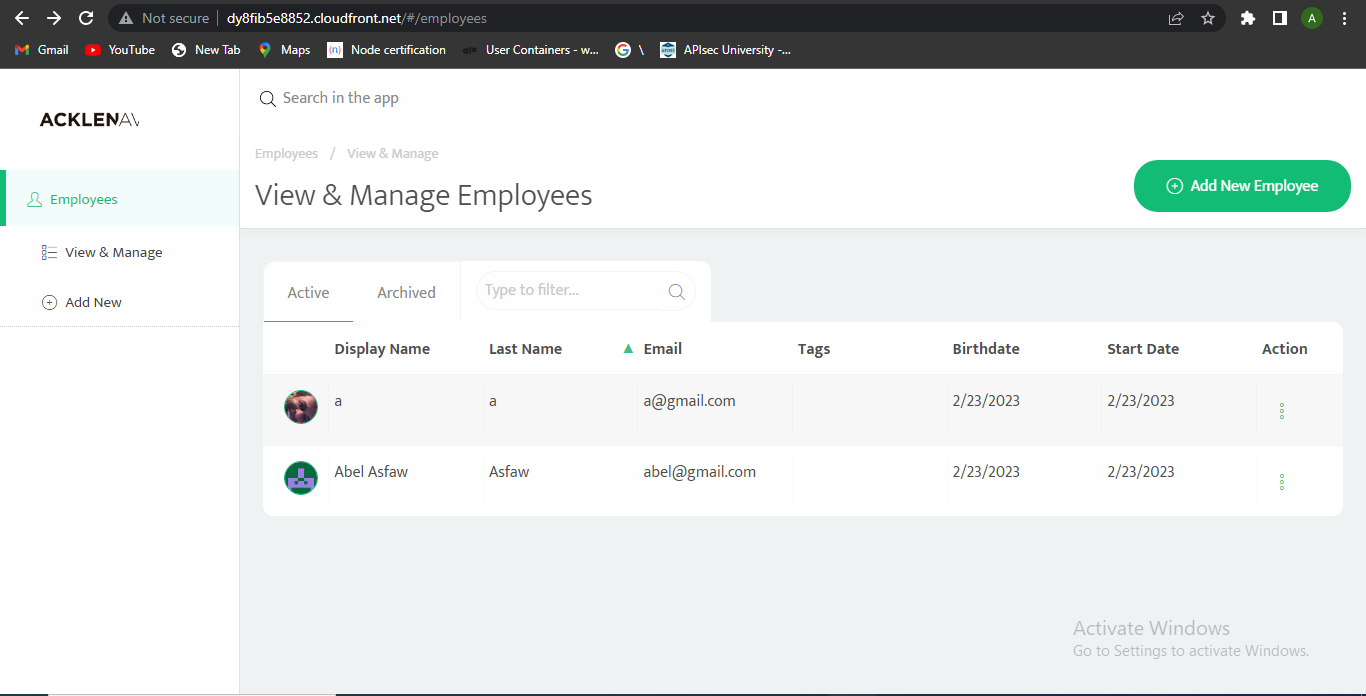 Not secure dy8fib5e8852.cloudfront.net/#/employees A
Gmail YouTube New Tab Maps (n) Node certification User Containers - w... G \ APIsec University -...
ACKLENAV
Search in the app
Employees / View & Manage
View & Manage Employees
Add New Employee
Employees
View & Manage
Add New
Active Archived Type to filter...
Display Name Last Name Email Tags Birthdate Start Date Action
a a a@gmail.com 2/23/2023 2/23/2023
Abel Asfaw Asfaw abel@gmail.com 2/23/2023 2/23/2023
Activate Windows
Go to Settings to activate Windows.